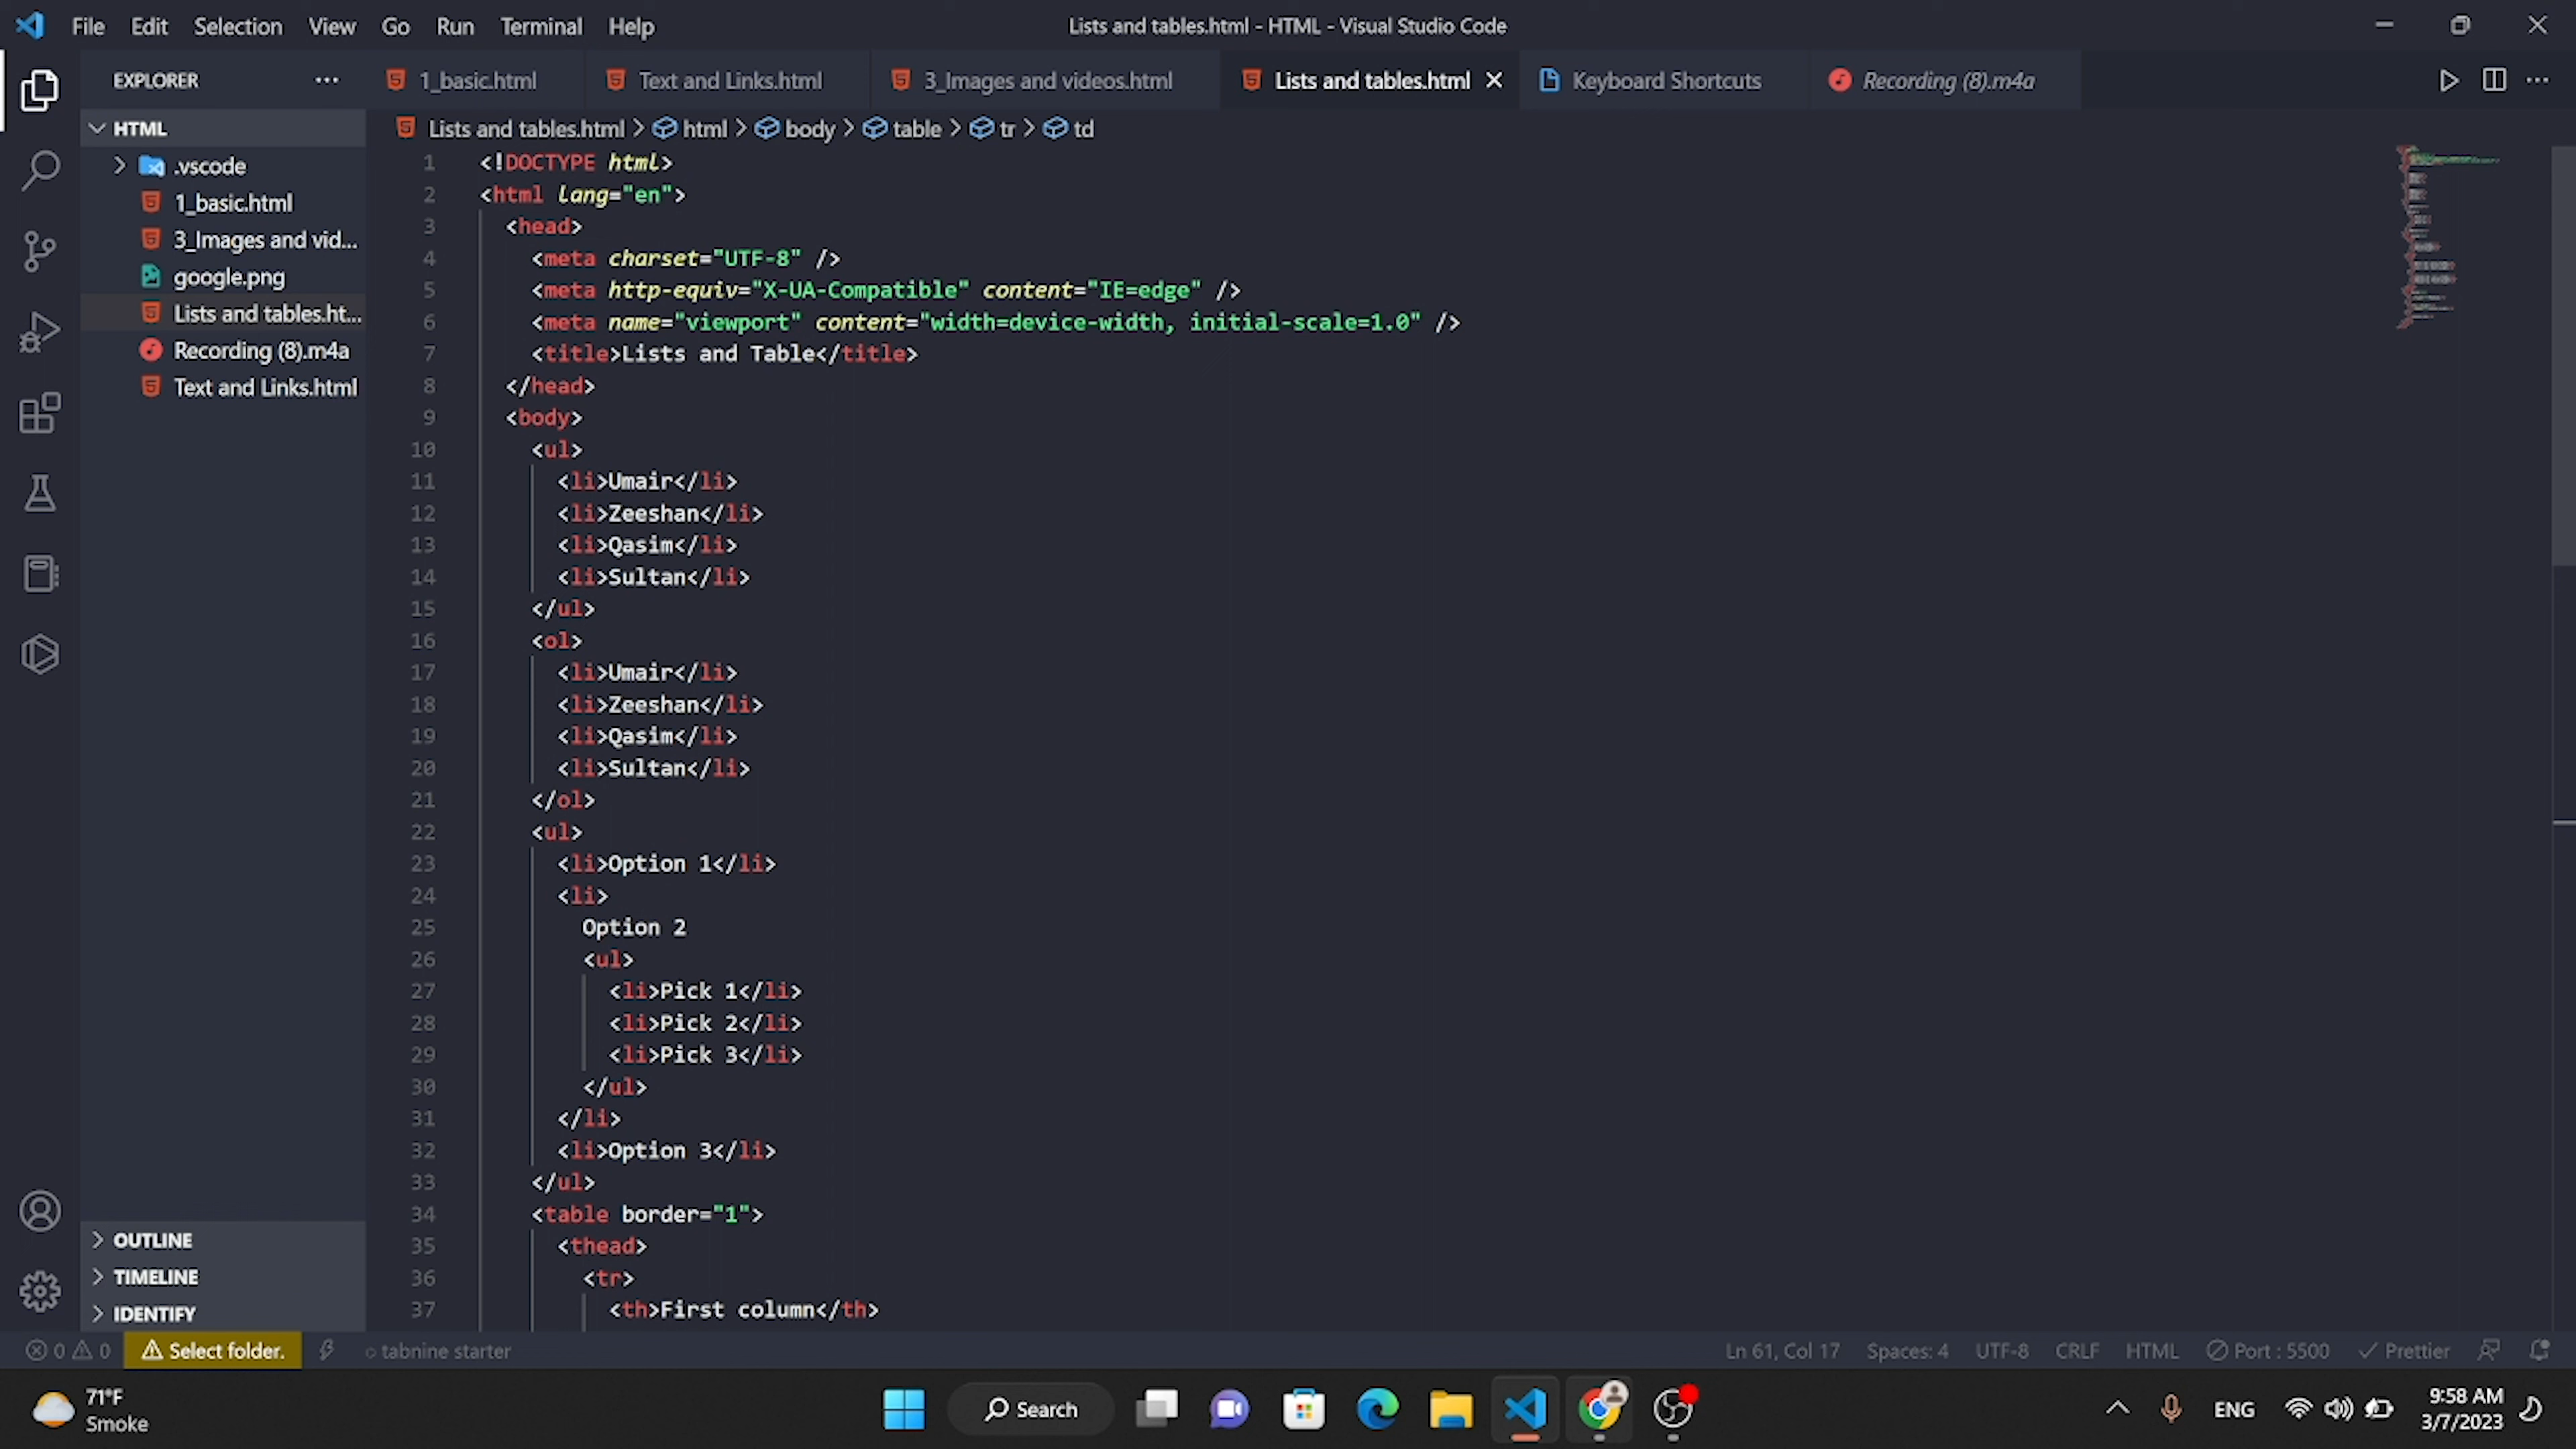 File Edit Selection View Go Run Terminal Help Lists and tables.html - HTML - Visual Studio Code
EXPLORER 1_basic.html Text and Links.html 3_Images and videos.html Lists and tables.html Keyboard Shortcuts Recording (8).m4a
HTML
.vscode
1_basic.html
3_Images and vid...
google.png
Lists and tables.ht...
Recording (8).m4a
Text and Links.html
OUTLINE
TIMELINE
IDENTIFY
Lists and tables.html > html > body > table > tr > td
1 <!DOCTYPE html>
2 <html lang="en">
3 <head>
4 <meta charset="UTF-8" />
5 <meta http-equiv="X-UA-Compatible" content="IE=edge" />
6 <meta name="viewport" content="width=device-width, initial-scale=1.0" />
7 <title>Lists and Table</title>
8 </head>
9 <body>
10 <ul>
11 <li>Umair</li>
12 <li>Zeeshan</li>
13 <li>Qasim</li>
14 <li>Sultan</li>
15 </ul>
16 <ol>
17 <li>Umair</li>
18 <li>Zeeshan</li>
19 <li>Qasim</li>
20 <li>Sultan</li>
21 </ol>
22 <ul>
23 <li>Option 1</li>
24 <li>
25 Option 2
26 <ul>
27 <li>Pick 1</li>
28 <li>Pick 2</li>
29 <li>Pick 3</li>
30 </ul>
31 </li>
32 <li>Option 3</li>
33 </ul>
34 <table border="1">
35 <thead>
36 <tr>
37 <th>First column</th>
0 0 Select folder. tabnine starter Ln 61, Col 17 Spaces: 4 UTF-8 CRLF HTML Port : 5500 Prettier
71°F
Smoke
Search
ENG
9:58 AM
3/7/2023